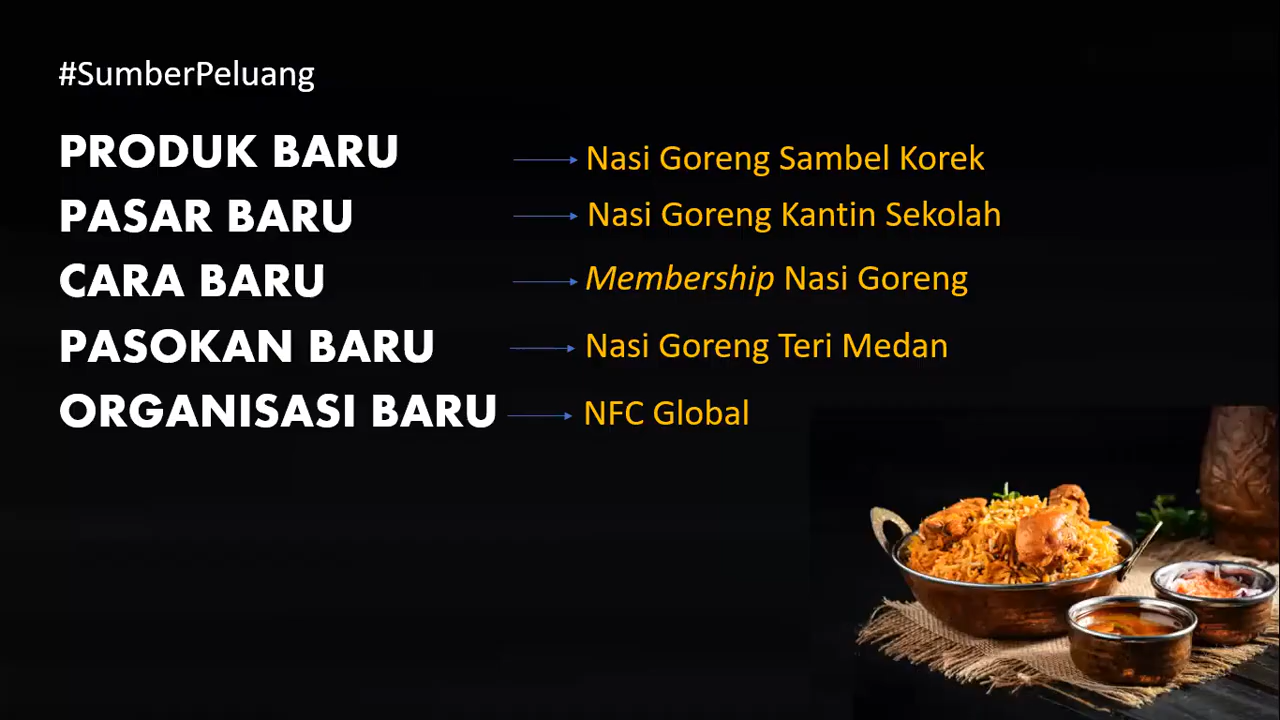 #SumberPeluang
PRODUK BARU → Nasi Goreng Sambel Korek
PASAR BARU → Nasi Goreng Kantin Sekolah
CARA BARU → Membership Nasi Goreng
PASOKAN BARU → Nasi Goreng Teri Medan
ORGANISASI BARU → NFC Global